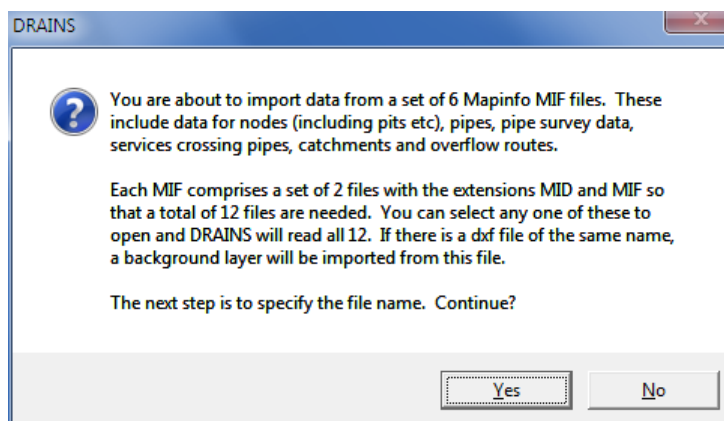 DRAINS
You are about to import data from a set of 6 Mapinfo MIF files. These
include data for nodes (including pits etc), pipes, pipe survey data,
services crossing pipes, catchments and overflow routes.
Each MIF comprises a set of 2 files with the extensions MID and MIF so
that a total of 12 files are needed. You can select any one of these to
open and DRAINS will read all 12. If there is a dxf file of the same name,
a background layer will be imported from this file.
The next step is to specify the file name. Continue?
Yes
No